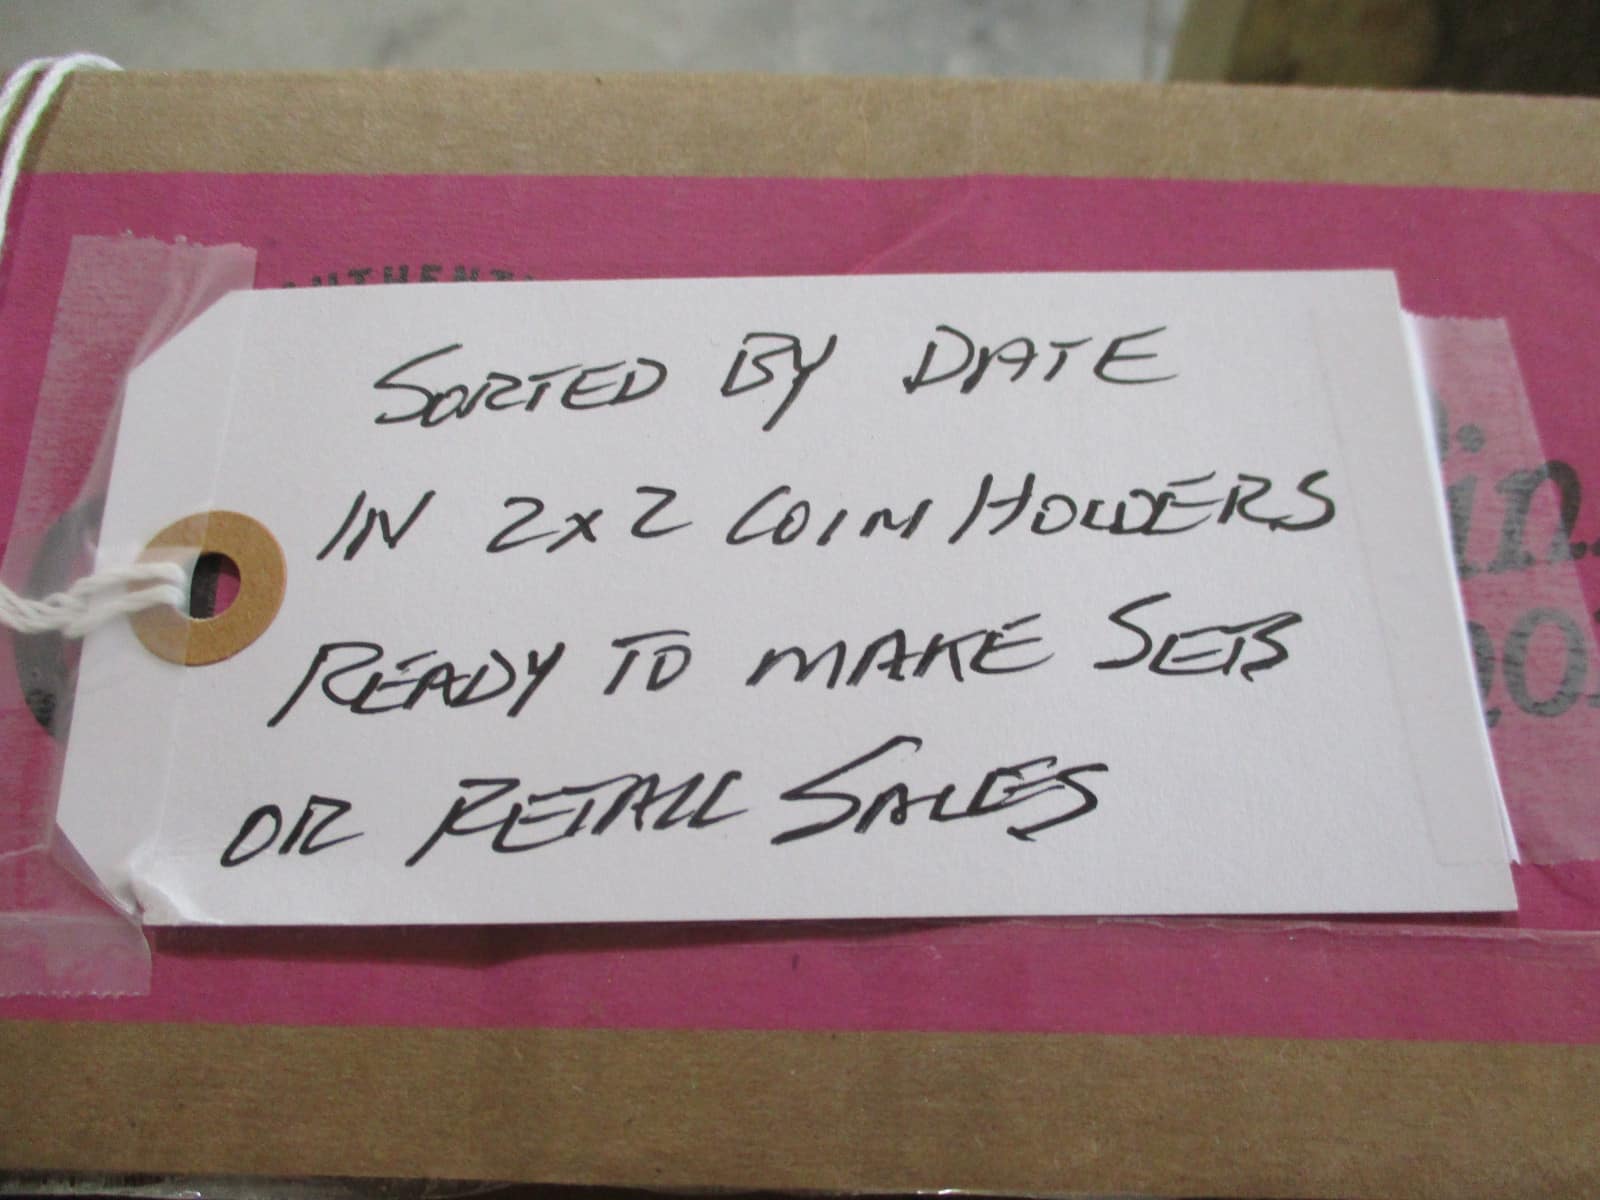 SORTED BY DATE
IN 2x2 COIN HOLDERS
READY TO MAKE SETS
OR RETAIL SALES